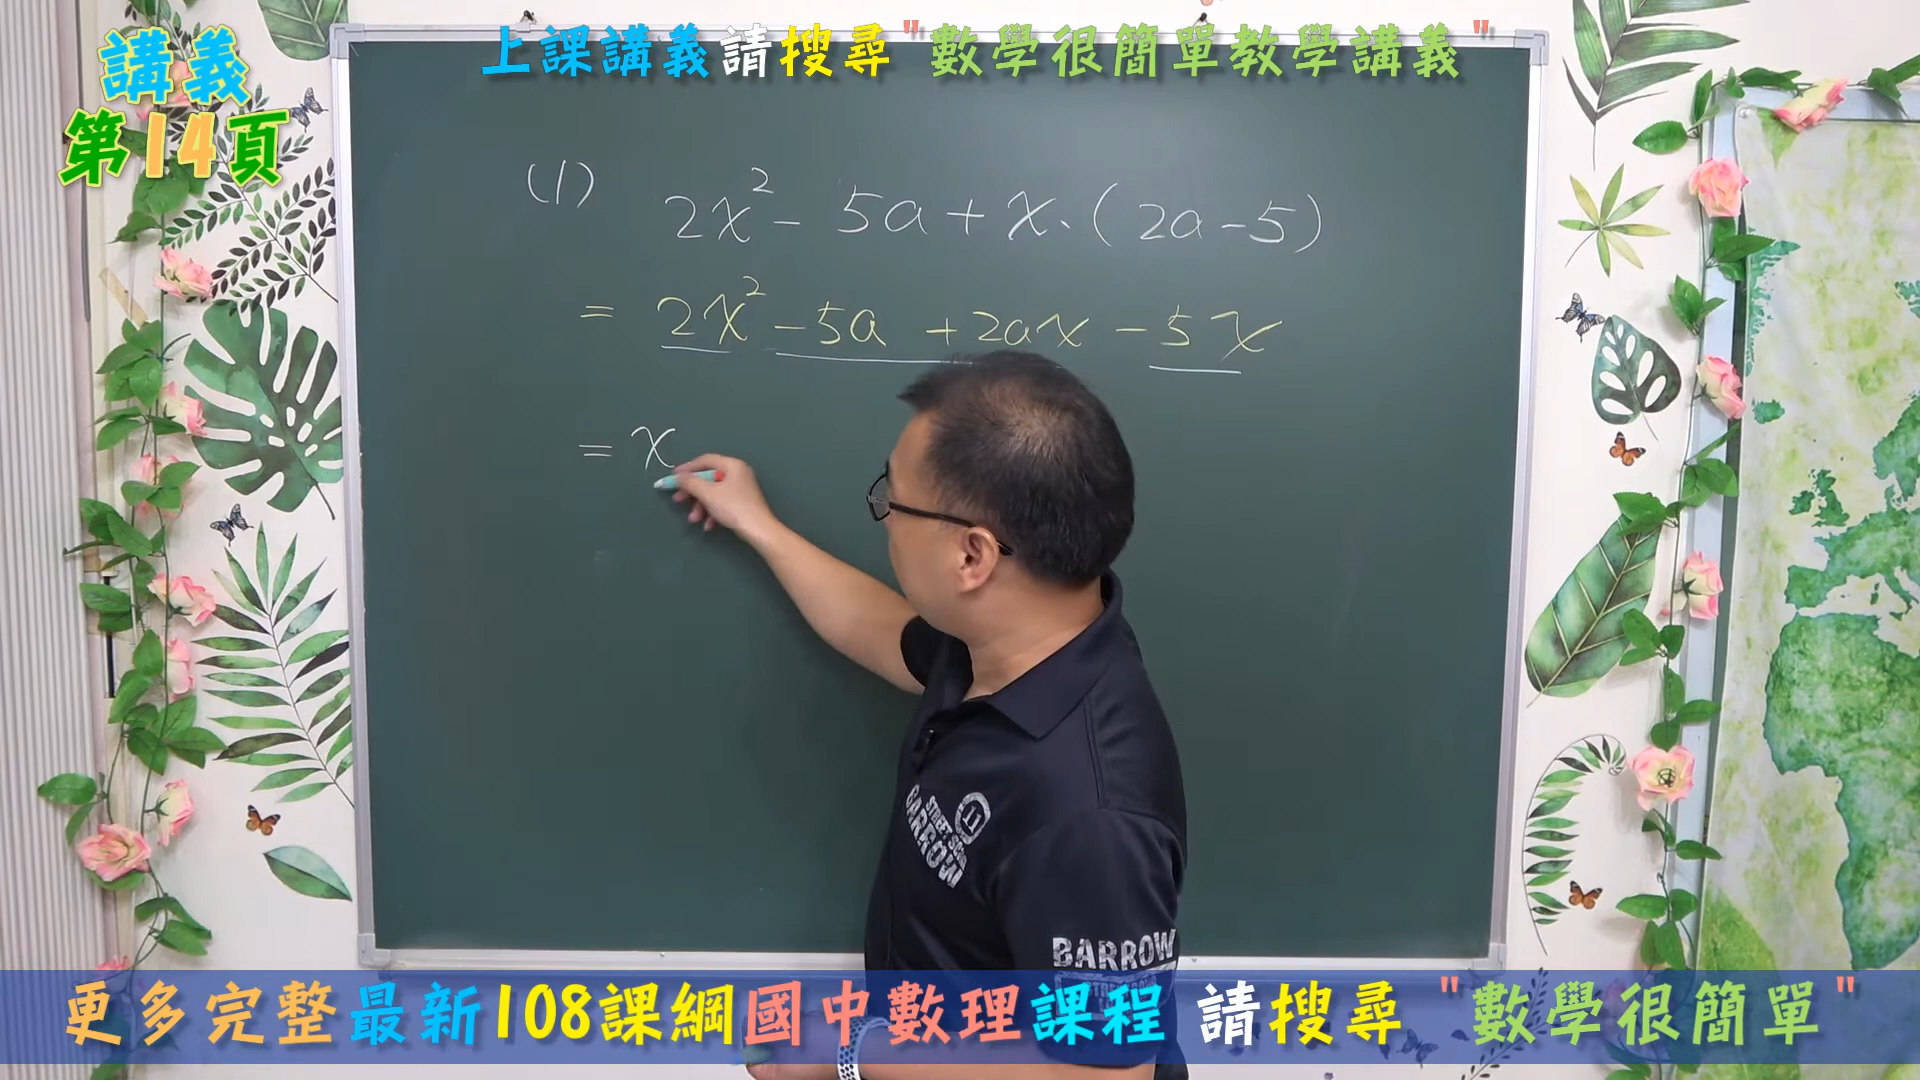 上課講義請搜尋"數學很簡單教學講義"
講義
第14頁
(1) 2x² - 5a + x·(2a-5)
= 2x² - 5a + 2ax - 5x
= x
STREET SCOB
BARROW
BARROW
更多完整最新108課綱國中數理課程 請搜尋 "數學很簡單"